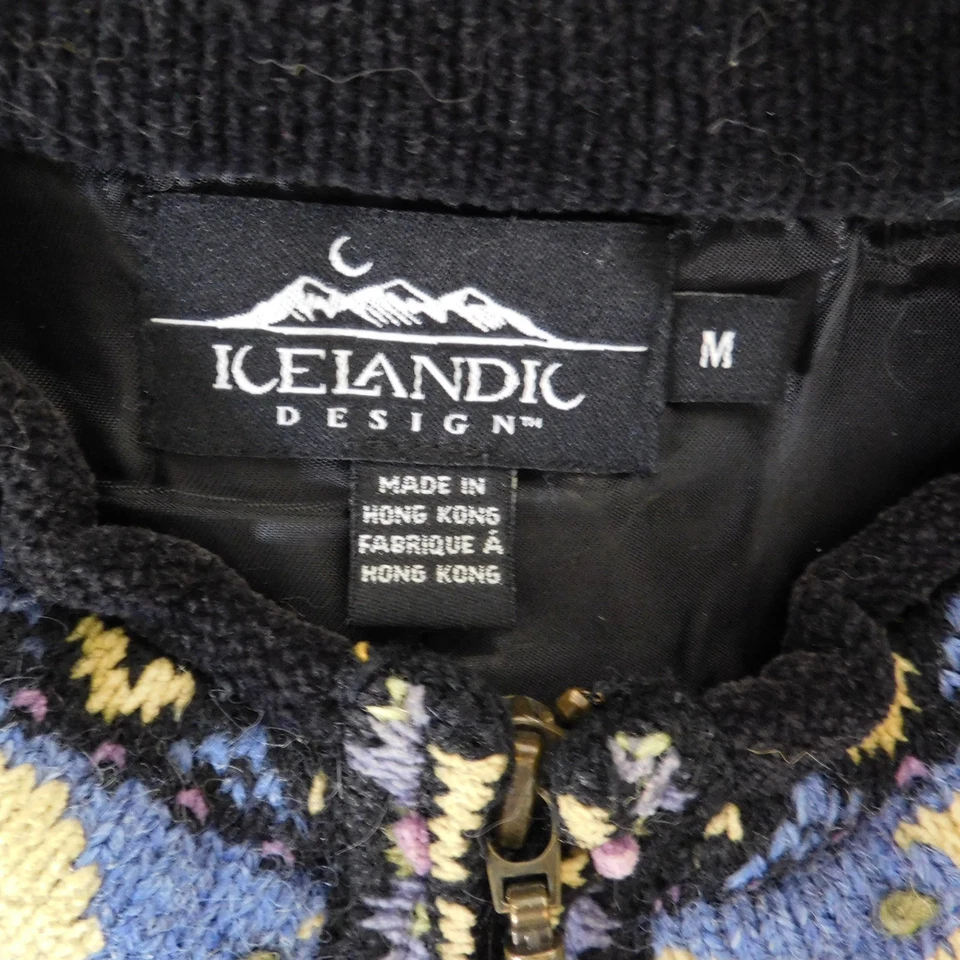 ICELANDIC
DESIGN™
M
MADE IN
HONG KONG
FABRIQUE Á
HONG KONG